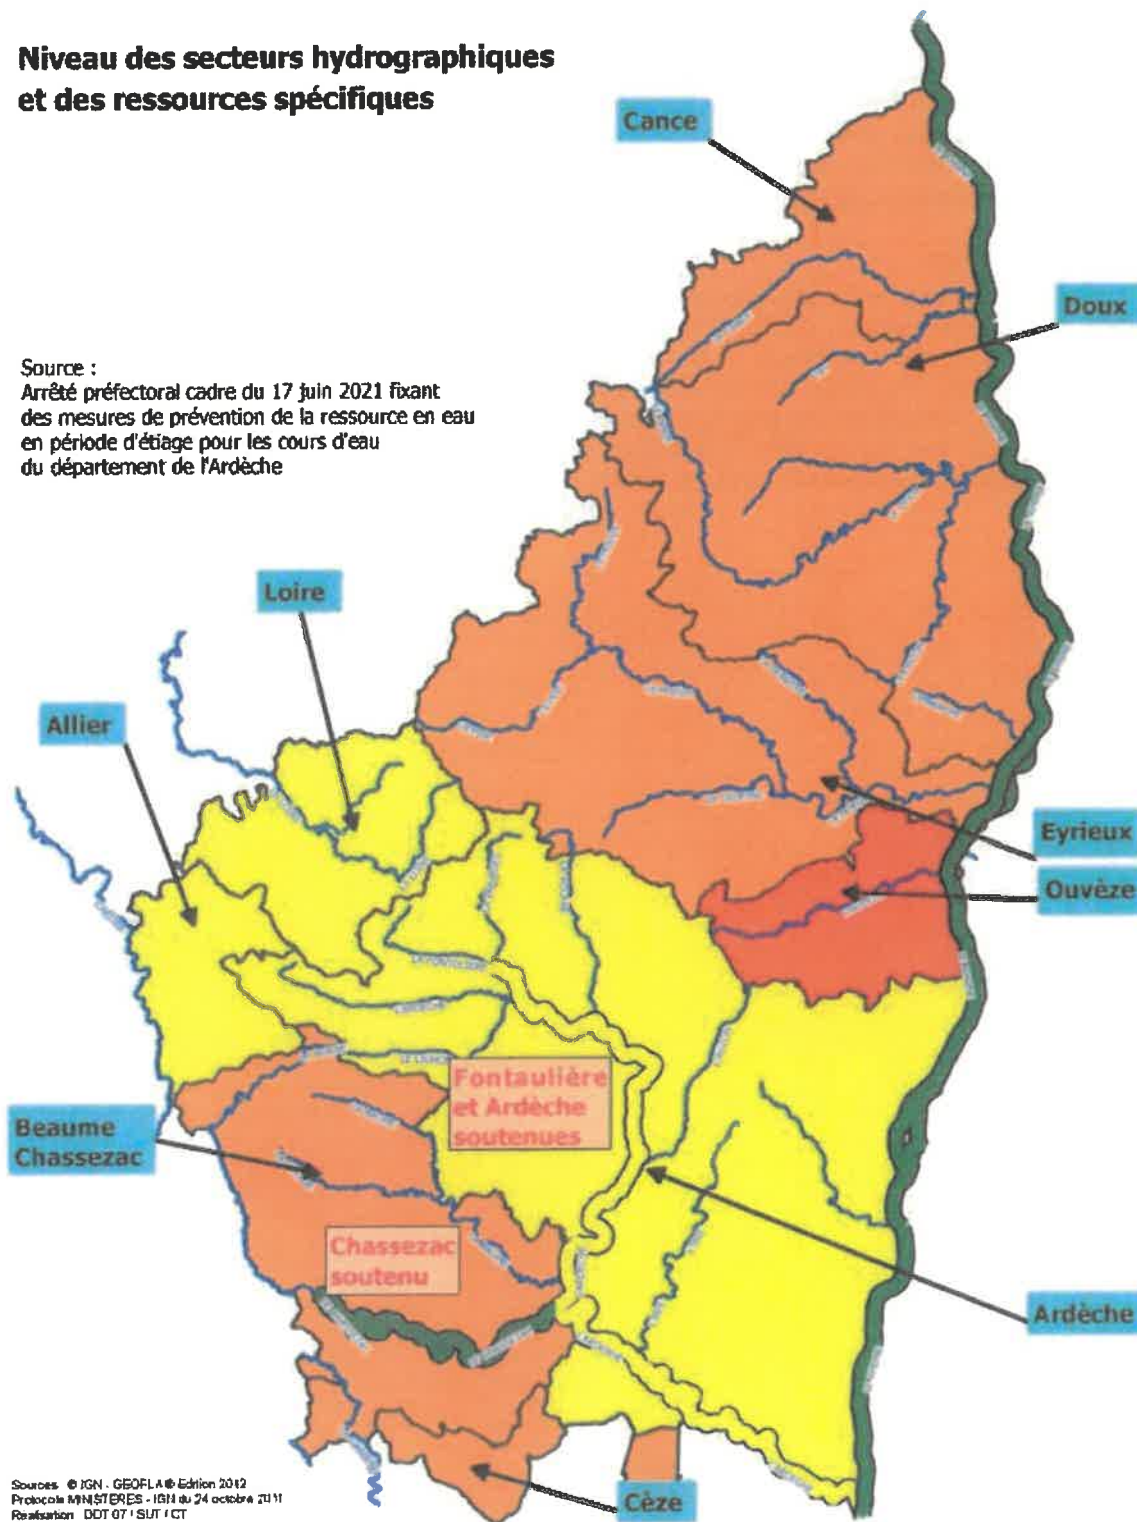 Niveau des secteurs hydrographiques
et des ressources spécifiques
Cance
Doux
Source :
Arrêté préfectoral cadre du 17 juin 2021 fixant
des mesures de prévention de la ressource en eau
en période d'étiage pour les cours d'eau
du département de l'Ardèche
Loire
Allier
Eyrieux
Ouvèze
Fontaulière
et Ardèche
soutenues
Beaume
Chassezac
Chassezac
soutenu
Ardèche
Cèze
Sources © IGN - GEOFLA® Edition 2012
Protocole MINISTERES - IGN du 24 octobre 2011
Réalisation DDT 07 / SUT / CT